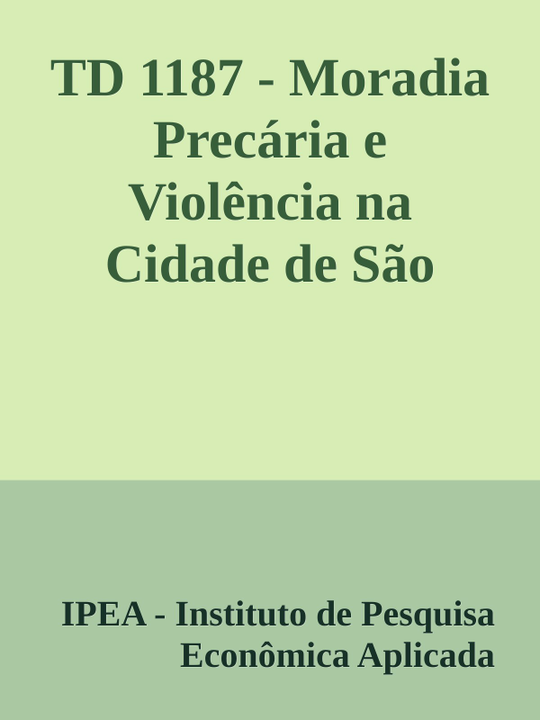 TD 1187 - Moradia
Precária e
Violência na
Cidade de São
IPEA - Instituto de Pesquisa
Econômica Aplicada